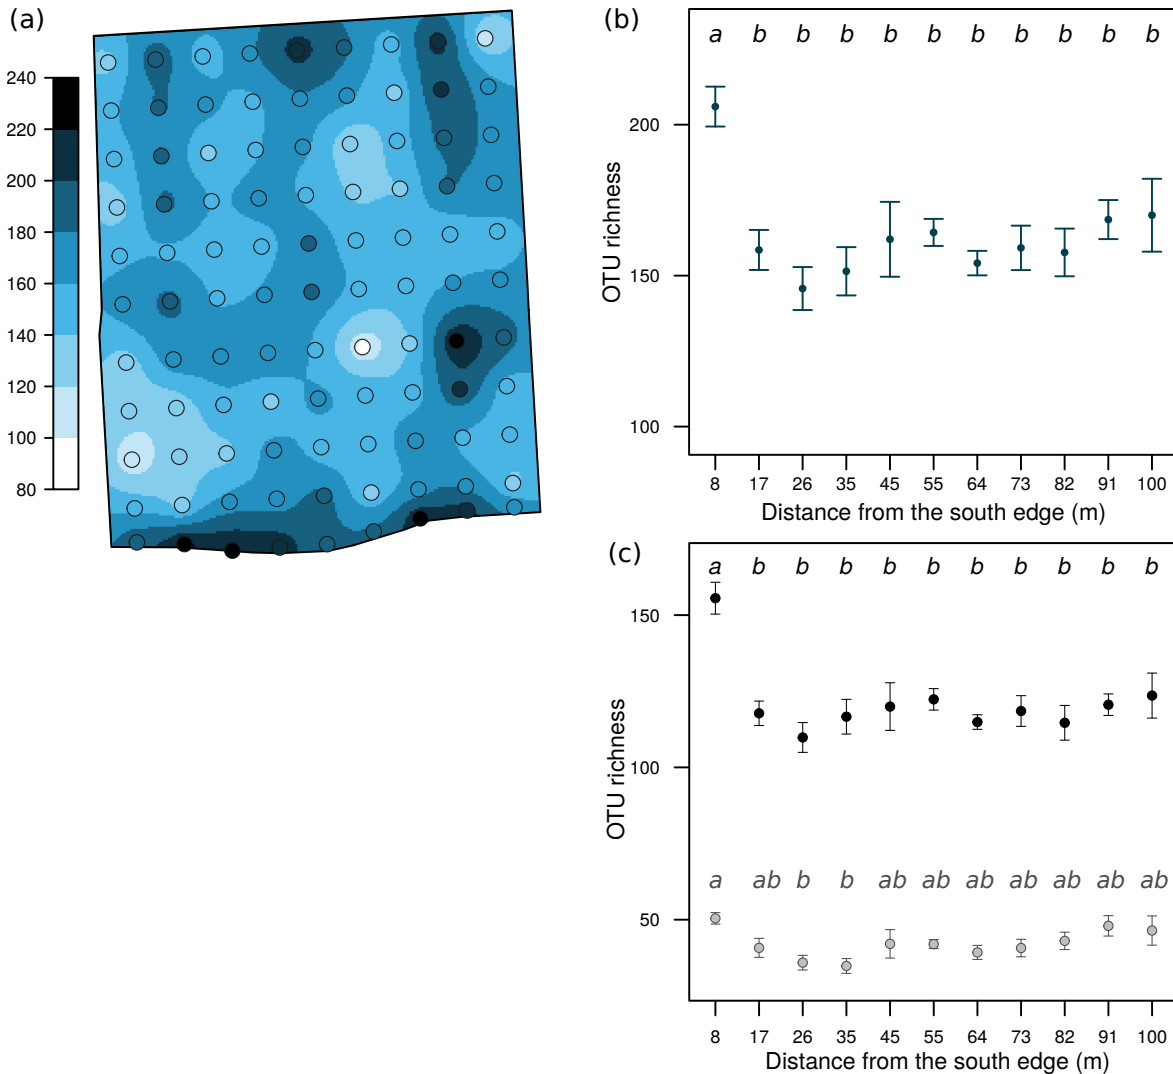 (a)
240
220
200
180
160
140
120
100
80
(b)
a b b b b b b b b b b
OTU richness
200
150
100
8 17 26 35 45 55 64 73 82 91 100
Distance from the south edge (m)
(c)
a b b b b b b b b b b
OTU richness
150
100
a ab b b ab ab ab ab ab ab ab
50
8 17 26 35 45 55 64 73 82 91 100
Distance from the south edge (m)